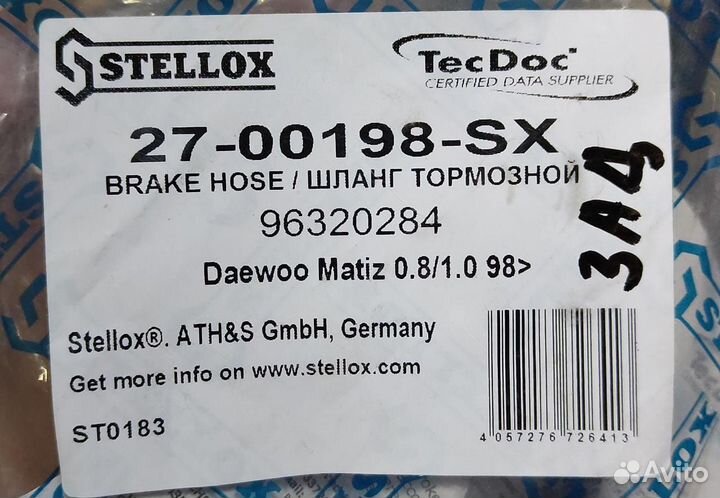 STELLOX
TecDoc
CERTIFIED DATA SUPPLIER
27-00198-SX
BRAKE HOSE / ШЛАНГ ТОРМОЗНОЙ
96320284
ЗАД
Daewoo Matiz 0.8/1.0 98>
Stellox®. ATH&S GmbH, Germany
Get more info on www.stellox.com
ST0183
4 057276 726413
Avito